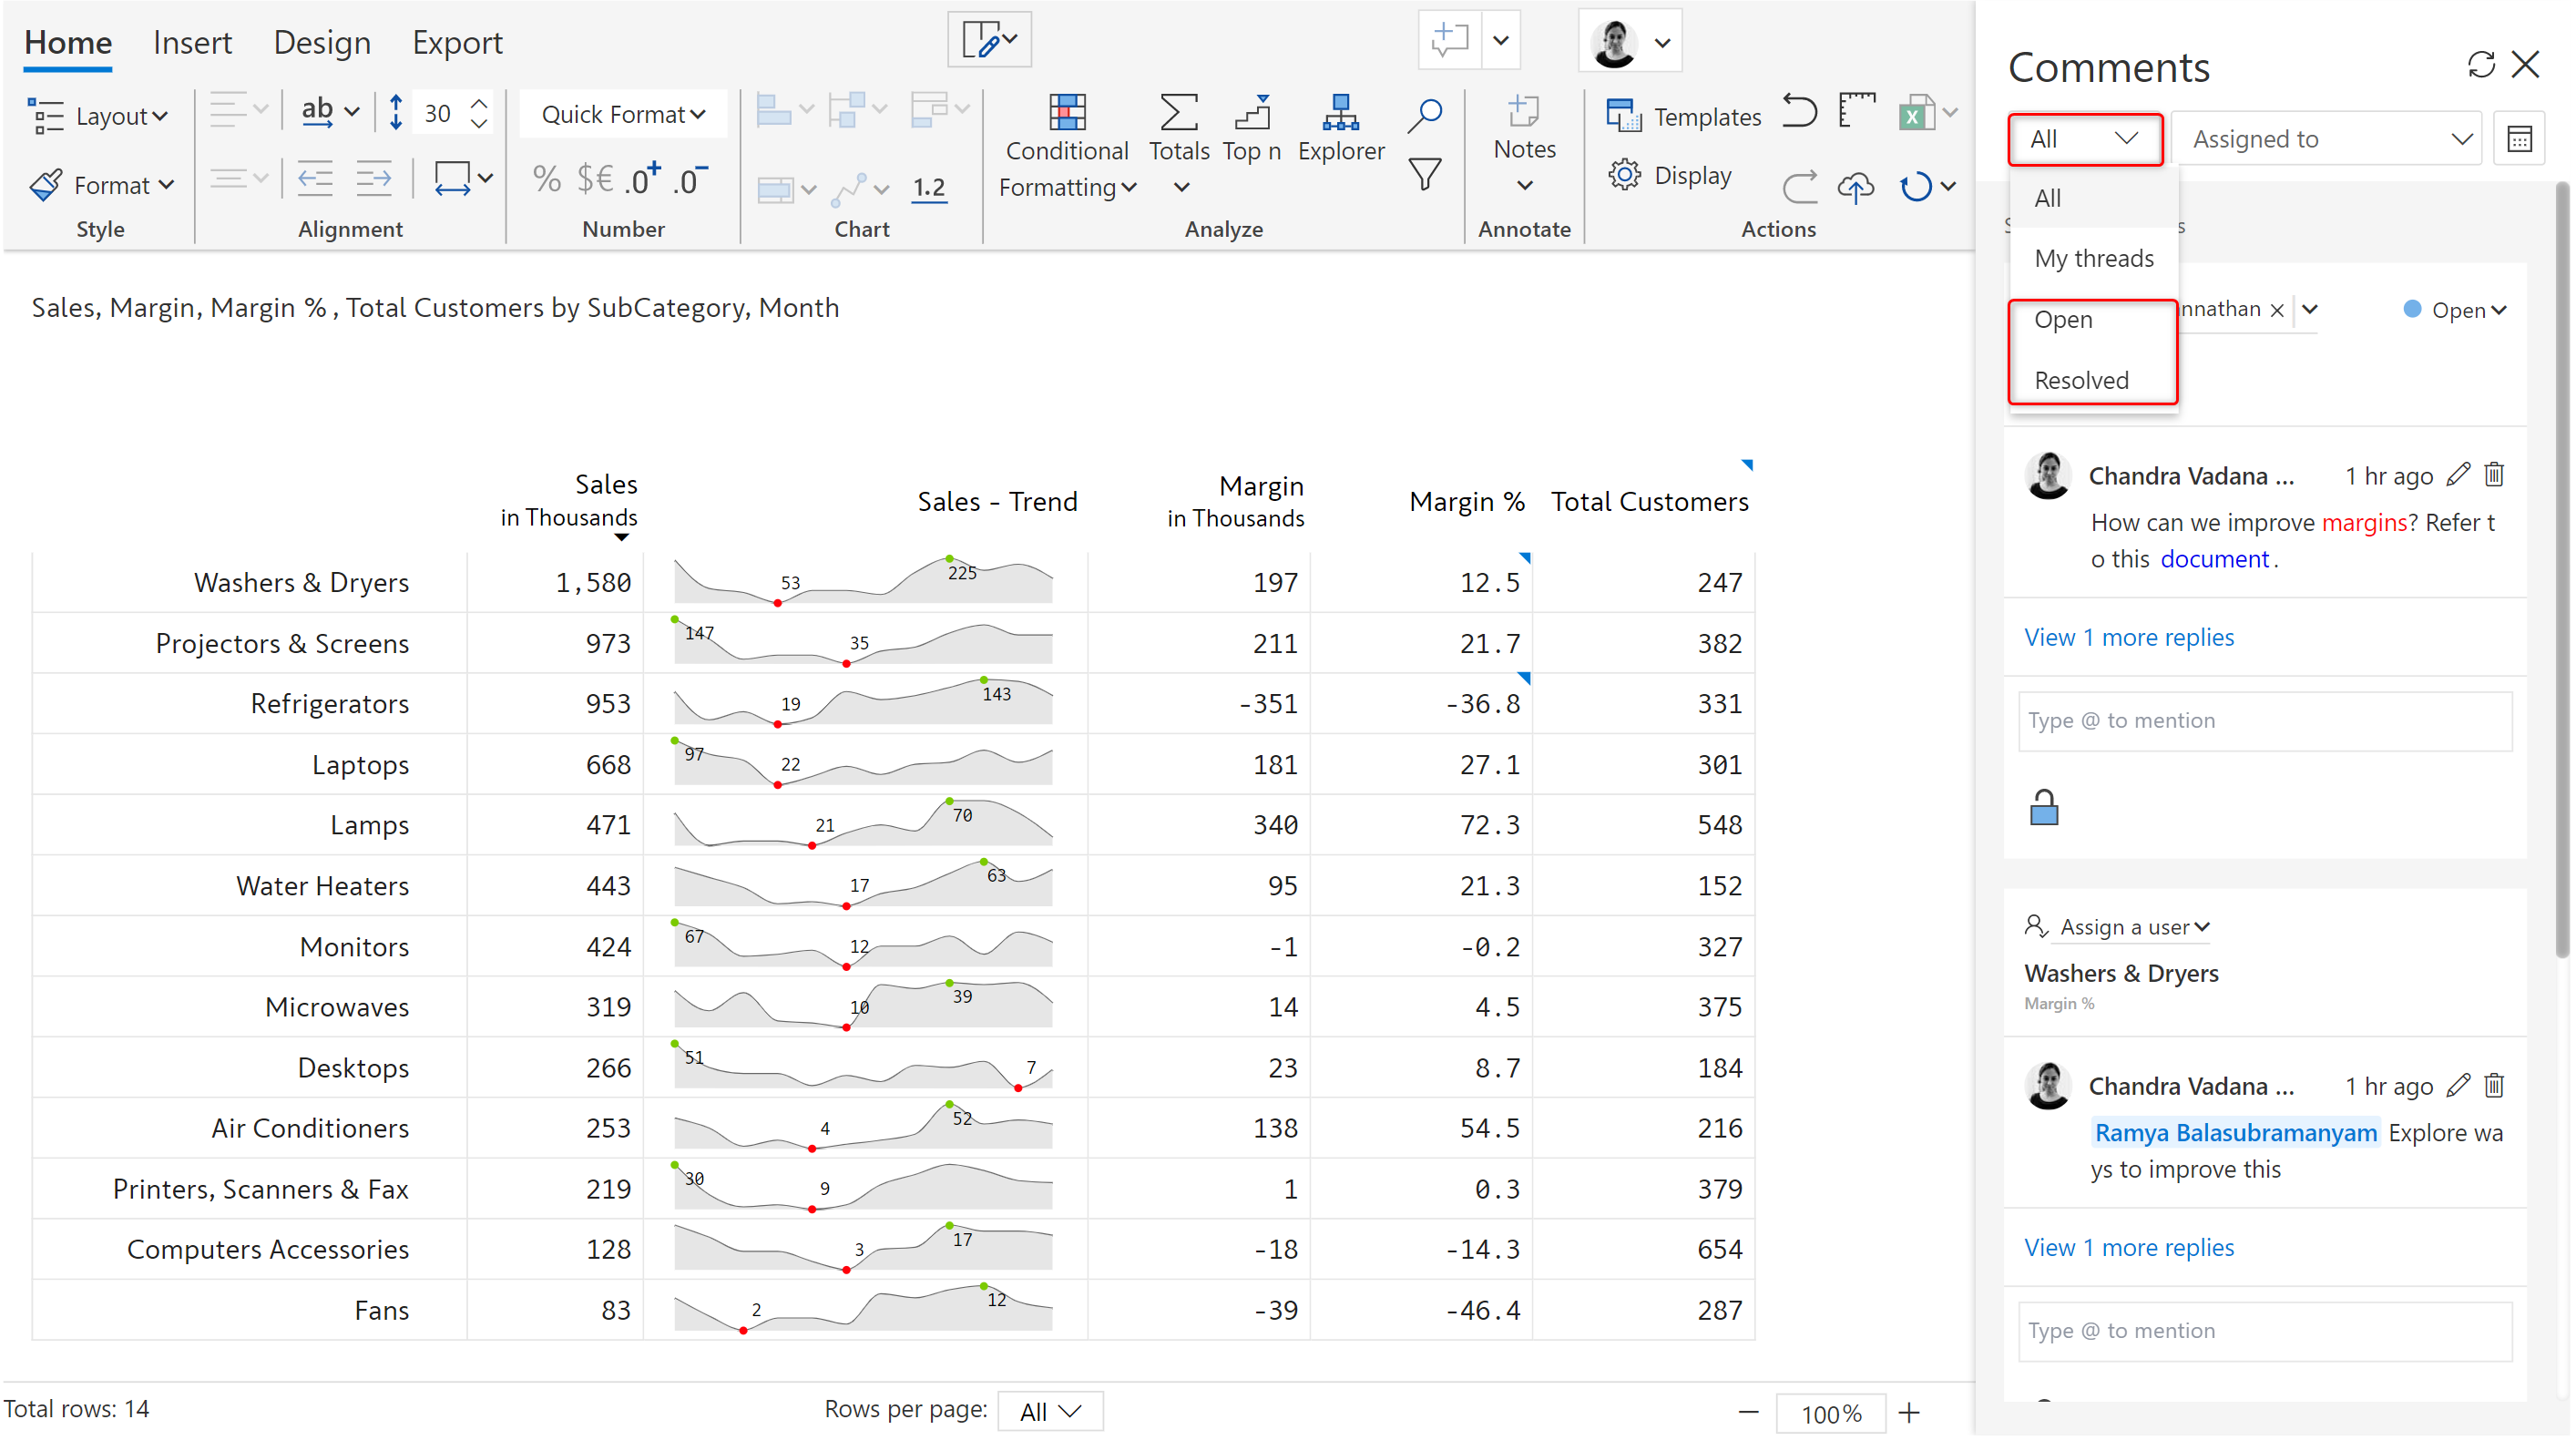 Home Insert Design Export
Layout
ab
30
Quick Format
Conditional
Formatting
Totals
Top n
Explorer
Notes
Templates
Format
% $€ .0+ .0-
1.2
Display
Style
Alignment
Number
Chart
Analyze
Annotate
Actions
Sales, Margin, Margin % , Total Customers by SubCategory, Month
Sales
in Thousands
Sales - Trend
Margin
in Thousands
Margin %
Total Customers
Washers & Dryers 1,580 53 225 197 12.5 247
Projectors & Screens 973 147 35 211 21.7 382
Refrigerators 953 19 143 -351 -36.8 331
Laptops 668 97 22 181 27.1 301
Lamps 471 21 70 340 72.3 548
Water Heaters 443 17 63 95 21.3 152
Monitors 424 67 12 -1 -0.2 327
Microwaves 319 10 39 14 4.5 375
Desktops 266 51 7 23 8.7 184
Air Conditioners 253 4 52 138 54.5 216
Printers, Scanners & Fax 219 30 9 1 0.3 379
Computers Accessories 128 3 17 -18 -14.3 654
Fans 83 2 12 -39 -46.4 287
Total rows: 14
Rows per page: All
100%
Comments
All
Assigned to
All
My threads
Open
Resolved
nnathan
Open
Chandra Vadana ... 1 hr ago
How can we improve margins? Refer t
o this document .
View 1 more replies
Type @ to mention
Assign a user
Washers & Dryers
Margin %
Chandra Vadana ... 1 hr ago
Ramya Balasubramanyam Explore wa
ys to improve this
View 1 more replies
Type @ to mention